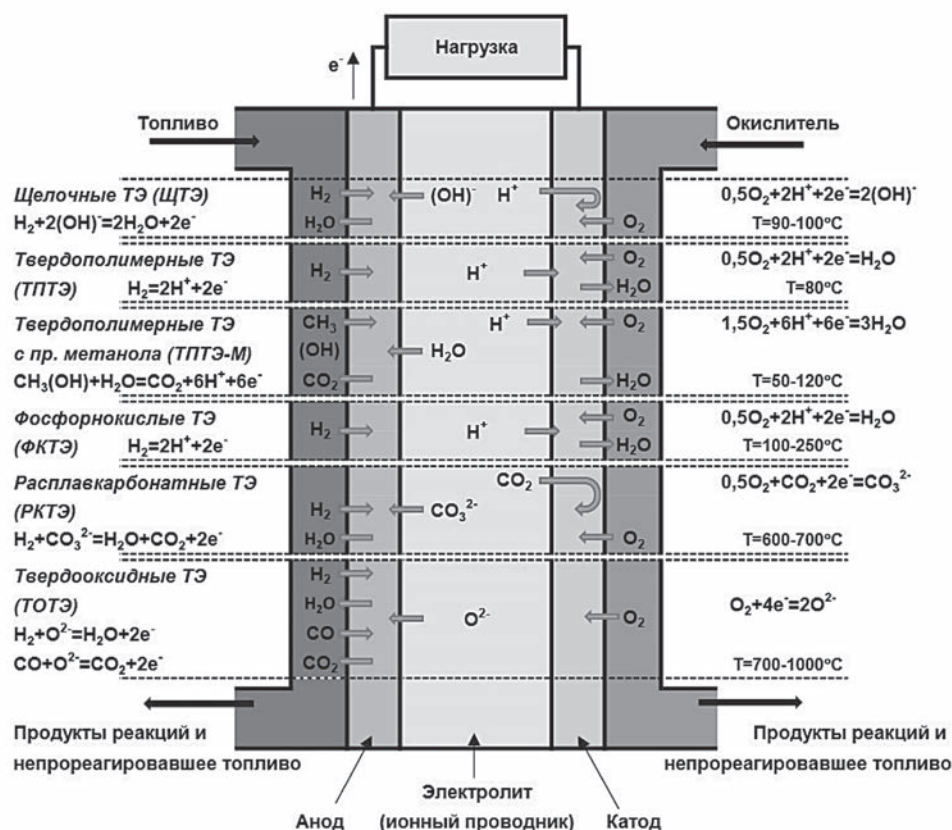 Нагрузка
e⁻
Топливо
Окислитель
Щелочные ТЭ (ЩТЭ)
H₂+2(OH)⁻=2H₂O+2e⁻
H₂
H₂O
(OH)⁻
H⁺
O₂
0,5O₂+2H⁺+2e⁻=2(OH)⁻
T=90-100°C
Твердополимерные ТЭ
(ТПТЭ) H₂=2H⁺+2e⁻
H₂
H⁺
O₂
H₂O
0,5O₂+2H⁺+2e⁻=H₂O
T=80°C
Твердополимерные ТЭ
с пр. метанола (ТПТЭ-М)
CH₃(OH)+H₂O=CO₂+6H⁺+6e⁻
CH₃
(OH)
CO₂
H⁺
H₂O
O₂
H₂O
1,5O₂+6H⁺+6e⁻=3H₂O
T=50-120°C
Фосфорнокислые ТЭ
(ФКТЭ) H₂=2H⁺+2e⁻
H₂
H⁺
O₂
H₂O
0,5O₂+2H⁺+2e⁻=H₂O
T=100-250°C
Расплавкарбонатные ТЭ
(РКТЭ)
H₂+CO₃²⁻=H₂O+CO₂+2e⁻
H₂
H₂O
CO₂
CO₃²⁻
O₂
0,5O₂+CO₂+2e⁻=CO₃²⁻
T=600-700°C
Твердооксидные ТЭ
(ТОТЭ)
H₂+O²⁻=H₂O+2e⁻
CO+O²⁻=CO₂+2e⁻
H₂
H₂O
CO
CO₂
O²⁻
O₂
O₂+4e⁻=2O²⁻
T=700-1000°C
Продукты реакций и
непрореагировавшее топливо
Продукты реакций и
непрореагировавшее топливо
Анод
Электролит
(ионный проводник)
Катод